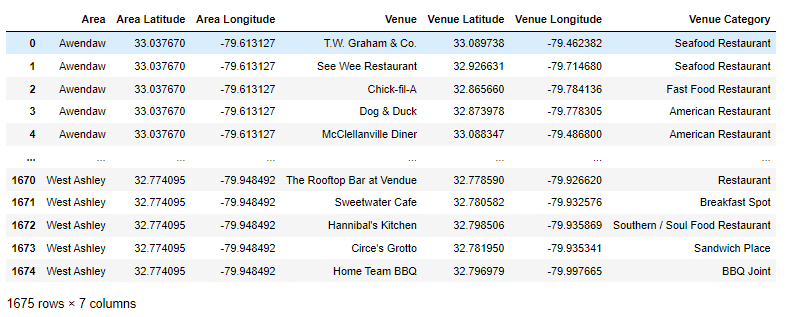 Area Area Latitude Area Longitude Venue Venue Latitude Venue Longitude Venue Category
0 Awendaw 33.037670 -79.613127 T.W. Graham & Co. 33.089738 -79.462382 Seafood Restaurant
1 Awendaw 33.037670 -79.613127 See Wee Restaurant 32.926631 -79.714680 Seafood Restaurant
2 Awendaw 33.037670 -79.613127 Chick-fil-A 32.865660 -79.784136 Fast Food Restaurant
3 Awendaw 33.037670 -79.613127 Dog & Duck 32.873978 -79.778305 American Restaurant
4 Awendaw 33.037670 -79.613127 McClellanville Diner 33.088347 -79.486800 American Restaurant
... ... ... ... ... ... ... ...
1670 West Ashley 32.774095 -79.948492 The Rooftop Bar at Vendue 32.778590 -79.926620 Restaurant
1671 West Ashley 32.774095 -79.948492 Sweetwater Cafe 32.780582 -79.932576 Breakfast Spot
1672 West Ashley 32.774095 -79.948492 Hannibal's Kitchen 32.798506 -79.935869 Southern / Soul Food Restaurant
1673 West Ashley 32.774095 -79.948492 Circe's Grotto 32.781950 -79.935341 Sandwich Place
1674 West Ashley 32.774095 -79.948492 Home Team BBQ 32.796979 -79.997665 BBQ Joint
1675 rows × 7 columns